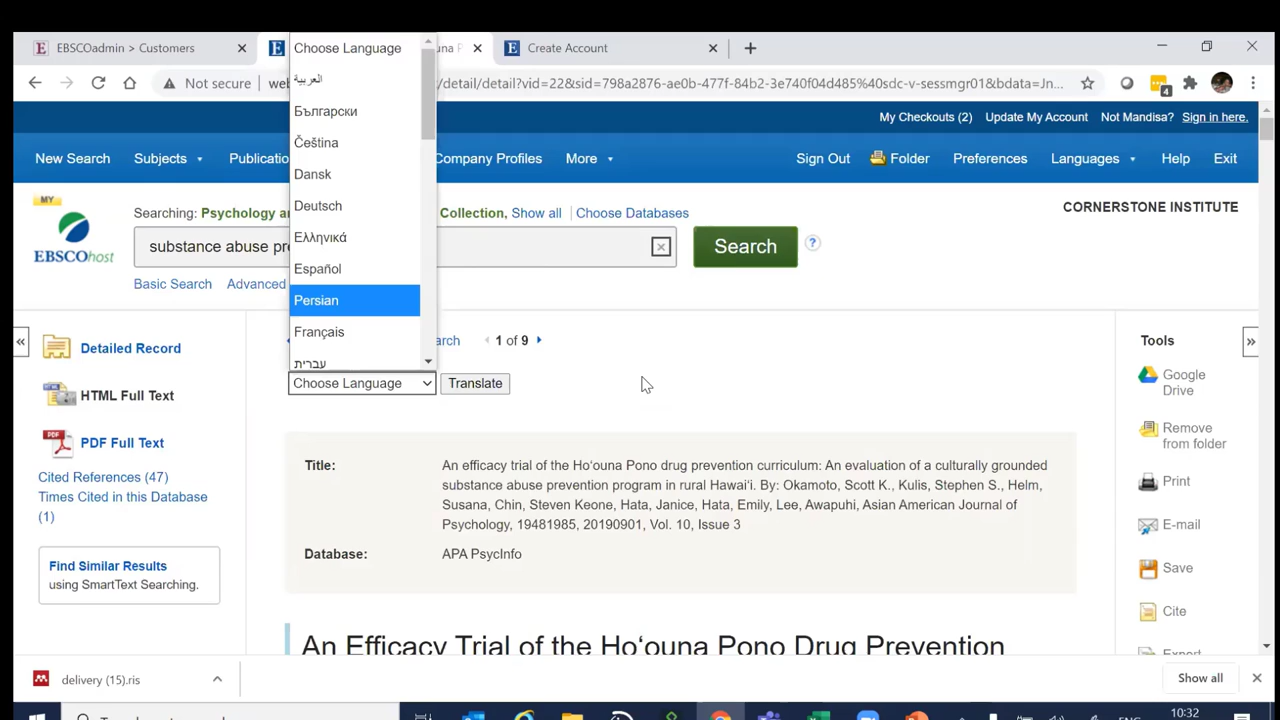 EBSCOadmin > Customers
Create Account
Not secure
/detail/detail?vid=22&sid=798a2876-ae0b-477f-84b2-3e740f04d485%40sdc-v-sessmgr01&bdata=Jn...
4
My Checkouts (2) Update My Account Not Mandisa? Sign in here.
New Search Subjects Company Profiles More Sign Out Folder Preferences Languages Help Exit
MY
EBSCOhost
Searching: Psychology Collection, Show all | Choose Databases
CORNERSTONE INSTITUTE
substance abuse
Search
?
Basic Search Advanced
Choose Language
العربية
Български
Čeština
Dansk
Deutsch
Ελληνικά
Español
Persian
Français
עברית
Choose Language Translate
1 of 9
Detailed Record
HTML Full Text
PDF Full Text
Cited References (47)
Times Cited in this Database
(1)
Find Similar Results
using SmartText Searching.
Title: An efficacy trial of the Ho‘ouna Pono drug prevention curriculum: An evaluation of a culturally grounded
substance abuse prevention program in rural Hawai‘i. By: Okamoto, Scott K., Kulis, Stephen S., Helm,
Susana, Chin, Steven Keone, Hata, Janice, Hata, Emily, Lee, Awapuhi, Asian American Journal of
Psychology, 19481985, 20190901, Vol. 10, Issue 3
Database: APA PsycInfo
An Efficacy Trial of the Ho‘ouna Pono Drug Prevention
Tools
Google
Drive
Remove
from folder
Print
E-mail
Save
Cite
Export
delivery (15).ris
Show all
10:32